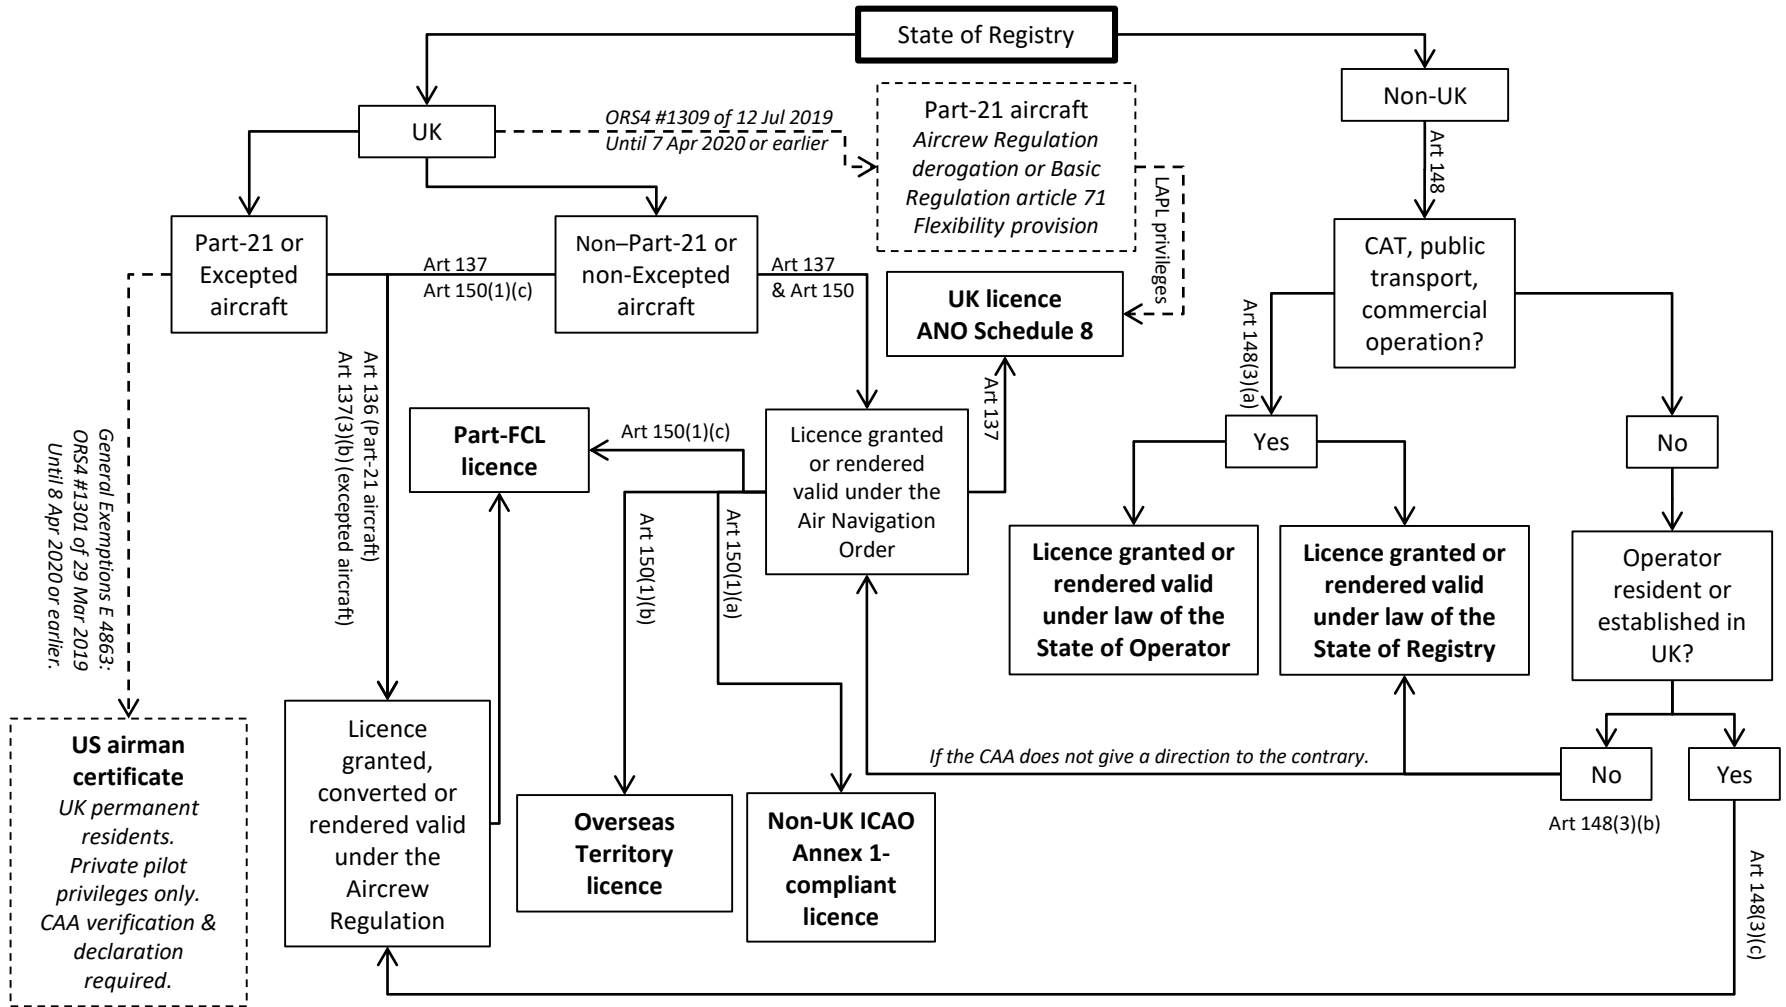 State of Registry
UK
Non-UK
ORS4 #1309 of 12 Jul 2019
Until 7 Apr 2020 or earlier
Part-21 aircraft
Aircrew Regulation
derogation or Basic
Regulation article 71
Flexibility provision
LAPL privileges
Art 148
Part-21 or
Excepted
aircraft
Art 137
Art 150(1)(c)
Non–Part-21 or
non-Excepted
aircraft
Art 137
& Art 150
UK licence
ANO Schedule 8
CAT, public
transport,
commercial
operation?
Art 148(3)(a)
Yes
No
Art 136 (Part-21 aircraft)
Art 137(3)(b) (excepted aircraft)
General Exemptions E 4863:
ORS4 #1301 of 29 Mar 2019
Until 8 Apr 2020 or earlier.
Part-FCL
licence
Art 150(1)(c)
Licence granted
or rendered
valid under the
Air Navigation
Order
Art 137
Art 150(1)(b)
Art 150(1)(a)
Licence granted or
rendered valid
under law of the
State of Operator
Licence granted or
rendered valid
under law of the
State of Registry
Operator
resident or
established in
UK?
US airman
certificate
UK permanent
residents.
Private pilot
privileges only.
CAA verification &
declaration
required.
Licence
granted,
converted or
rendered valid
under the
Aircrew
Regulation
Overseas
Territory
licence
Non-UK ICAO
Annex 1-
compliant
licence
If the CAA does not give a direction to the contrary.
No
Yes
Art 148(3)(b)
Art 148(3)(c)